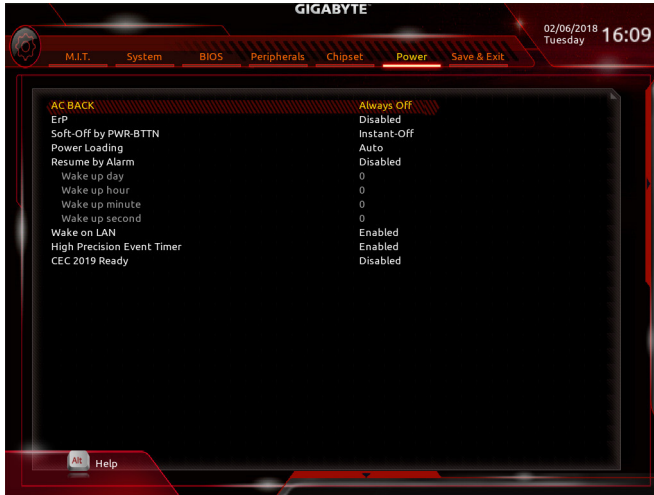 GIGABYTE™
02/06/2018
Tuesday
16:09
M.I.T. System BIOS Peripherals Chipset Power Save & Exit
AC BACK Always Off
ErP Disabled
Soft-Off by PWR-BTTN Instant-Off
Power Loading Auto
Resume by Alarm Disabled
Wake up day 0
Wake up hour 0
Wake up minute 0
Wake up second 0
Wake on LAN Enabled
High Precision Event Timer Enabled
CEC 2019 Ready Disabled
Alt Help